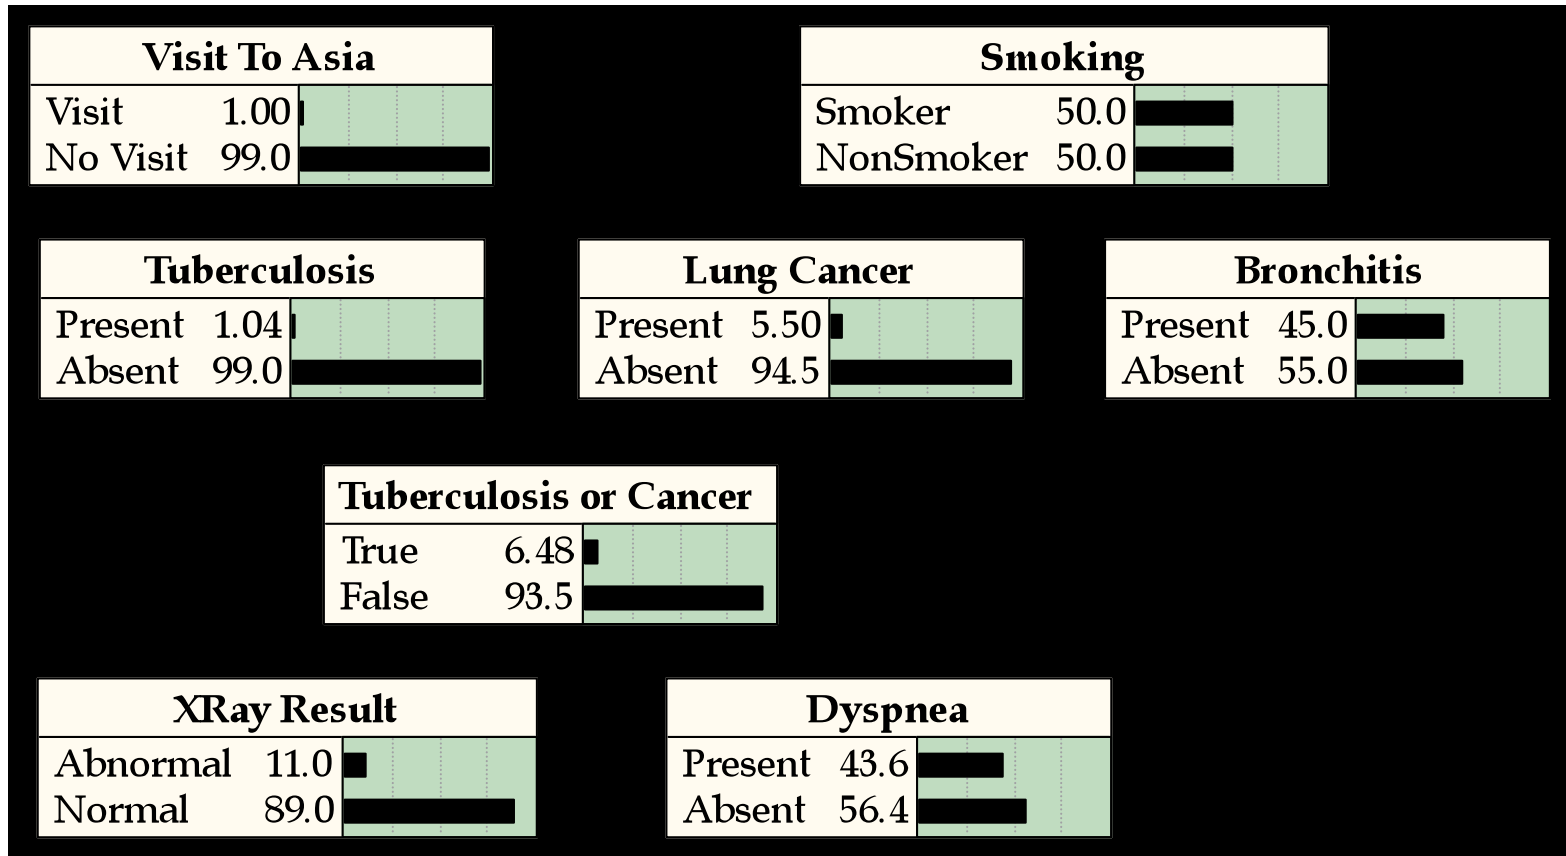 Visit To Asia
Visit 1.00
No Visit 99.0
Smoking
Smoker 50.0
NonSmoker 50.0
Tuberculosis
Present 1.04
Absent 99.0
Lung Cancer
Present 5.50
Absent 94.5
Bronchitis
Present 45.0
Absent 55.0
Tuberculosis or Cancer
True 6.48
False 93.5
XRay Result
Abnormal 11.0
Normal 89.0
Dyspnea
Present 43.6
Absent 56.4